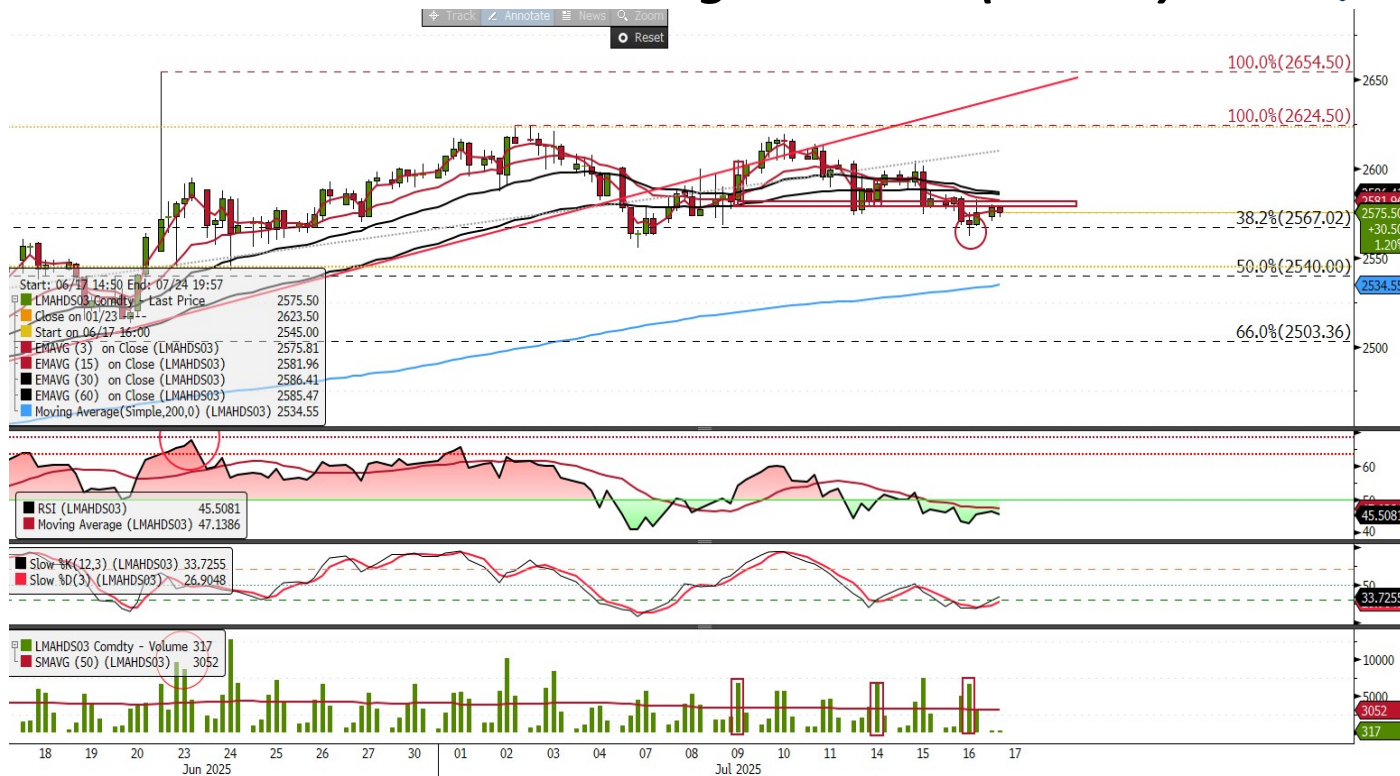 Track Annotate News Zoom
Reset
100.0%(2654.50)
2650
100.0%(2624.50)
2600
2581.96
2575.50
+30.50
1.20%
38.2%(2567.02)
2550
50.0%(2540.00)
2534.55
66.0%(2503.36)
2500
Start: 06/17 14:50 End: 07/24 19:57
LMAHDS03 Comdty - Last Price 2575.50
Close on 01/23 ---- 2623.50
Start on 06/17 16:00 2545.00
EMAVG (3) on Close (LMAHDS03) 2575.81
EMAVG (15) on Close (LMAHDS03) 2581.96
EMAVG (30) on Close (LMAHDS03) 2586.41
EMAVG (60) on Close (LMAHDS03) 2585.47
Moving Average(Simple,200,0) (LMAHDS03) 2534.55
60
RSI (LMAHDS03) 45.5081
Moving Average (LMAHDS03) 47.1386
45.5081
40
Slow %K(12,3) (LMAHDS03) 33.7255
Slow %D(3) (LMAHDS03) 26.9048
50
33.7255
LMAHDS03 Comdty - Volume 317
SMAVG (50) (LMAHDS03) 3052
10000
5000
3052
317
18 19 20 23 24 25 26 27 30 01 02 03 04 07 08 09 10 11 14 15 16 17
Jun 2025 Jul 2025